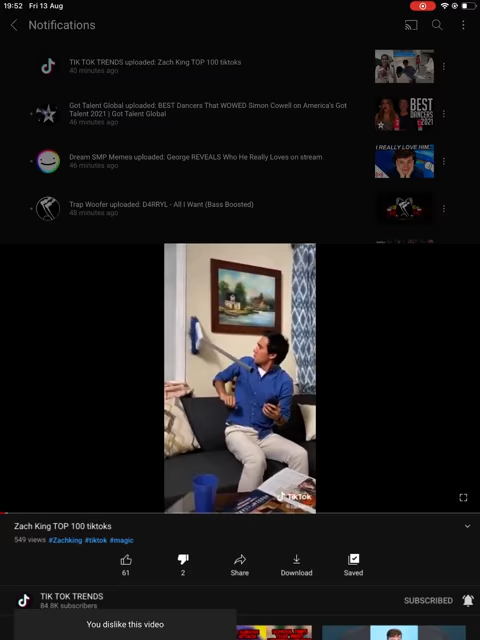 19:52 Fri 13 Aug
Notifications
TIK TOK TRENDS uploaded: Zach King TOP 100 tiktoks
40 minutes ago
Got Talent Global uploaded: BEST Dancers That WOWED Simon Cowell on America's Got
Talent 2021 | Got Talent Global
46 minutes ago
BEST
DANCERS
2021
Dream SMP Memes uploaded: George REVEALS Who He Really Loves on stream
46 minutes ago
I REALLY LOVE HIM
Trap Woofer uploaded: D4RRYL - All I Want (Bass Boosted)
48 minutes ago
TikTok
Zach King TOP 100 tiktoks
549 views #Zachking #tiktok #magic
61
2
Share
Download
Saved
TIK TOK TRENDS
84.8K subscribers
SUBSCRIBED
You dislike this video